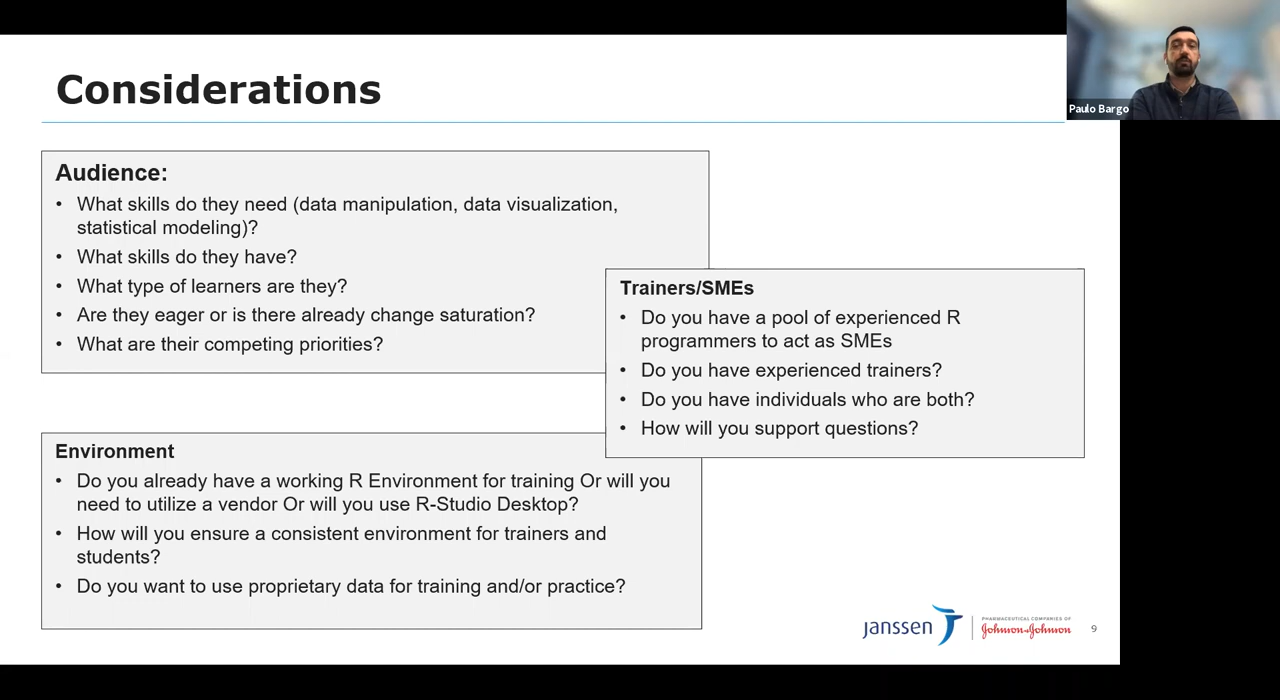 Considerations
Paulo Bargo
Audience:
• What skills do they need (data manipulation, data visualization,
statistical modeling)?
• What skills do they have?
• What type of learners are they?
• Are they eager or is there already change saturation?
• What are their competing priorities?
Trainers/SMEs
• Do you have a pool of experienced R
programmers to act as SMEs
• Do you have experienced trainers?
• Do you have individuals who are both?
• How will you support questions?
Environment
• Do you already have a working R Environment for training Or will you
need to utilize a vendor Or will you use R-Studio Desktop?
• How will you ensure a consistent environment for trainers and
students?
• Do you want to use proprietary data for training and/or practice?
janssen
PHARMACEUTICAL COMPANIES OF
Johnson & Johnson
9